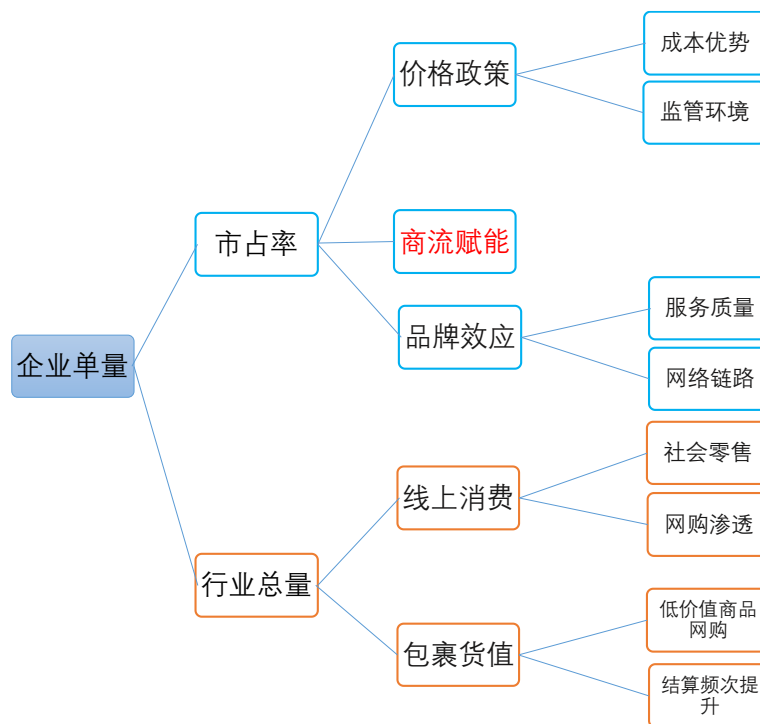 成本优势
价格政策
监管环境
市占率
商流赋能
服务质量
品牌效应
企业单量
网络链路
社会零售
线上消费
网购渗透
行业总量
低价值商品
网购
包裹货值
结算频次提
升